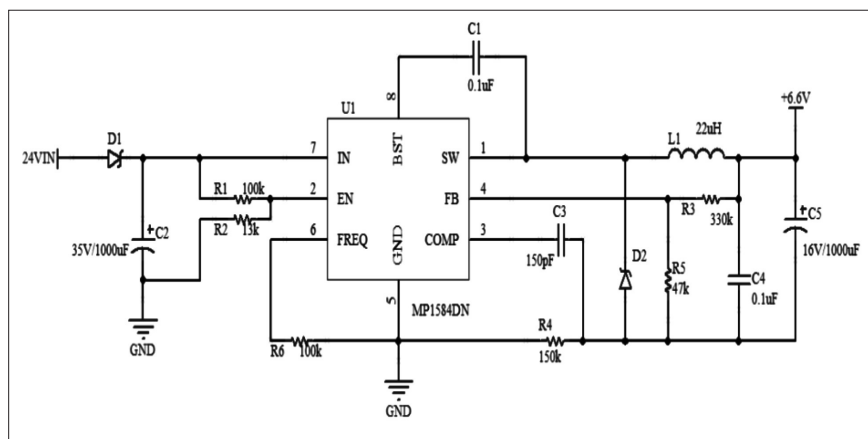 C1
0.1uF
+6.6V
U1
8
BST
22uH
L1
D1
24VIN
7
IN
SW
1
R1
100k
2
EN
FB
4
R3
330k
R2
13k
C2
35V/1000uF
6
FREQ
GND
COMP
3
C3
150pF
C5
16V/1000uF
D2
R5
47k
C4
0.1uF
5
MP1584DN
GND
R6
100k
R4
150k
GND